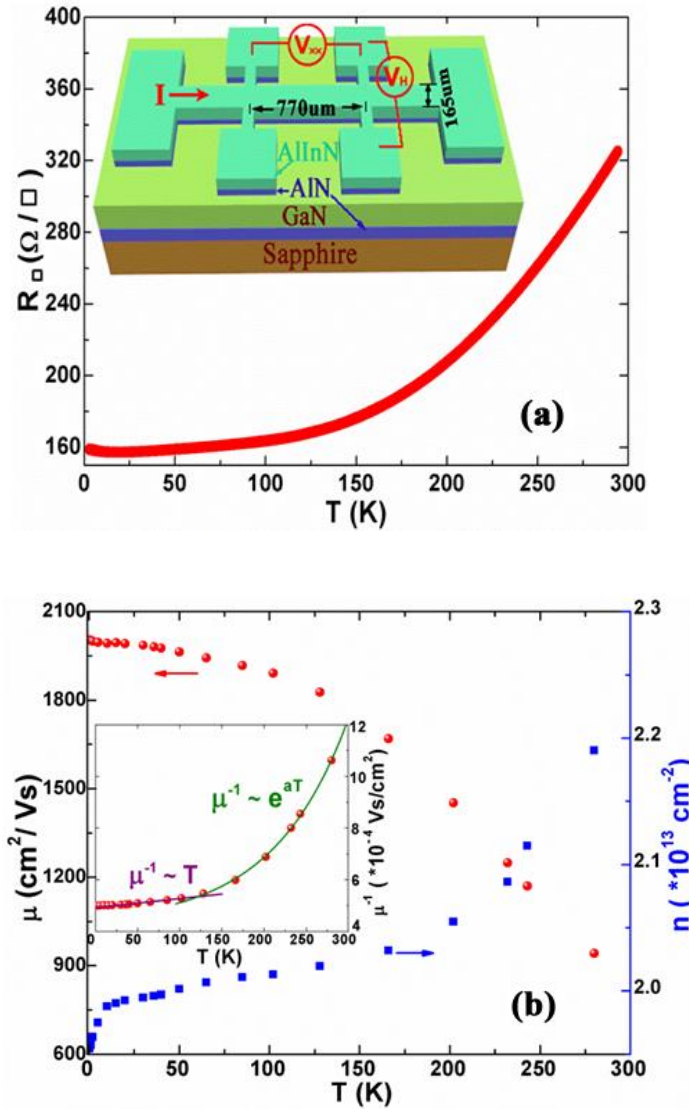 400
360
320
280
240
200
160
R□ (Ω / □)
Vxx
VH
I
770um
165um
AlInN
AlN
GaN
Sapphire
(a)
0 50 100 150 200 250 300
T (K)
2100
1800
1500
1200
900
600
μ (cm²/ Vs)
2.3
2.2
2.1
2.0
n ( *10¹³ cm⁻²)
12
10
8
6
4
μ⁻¹ ( *10⁻⁴ Vs/cm²)
μ⁻¹ ~ eᵃᵀ
μ⁻¹ ~ T
0 50 100 150 200 250 300
T (K)
(b)
0 50 100 150 200 250 300
T (K)